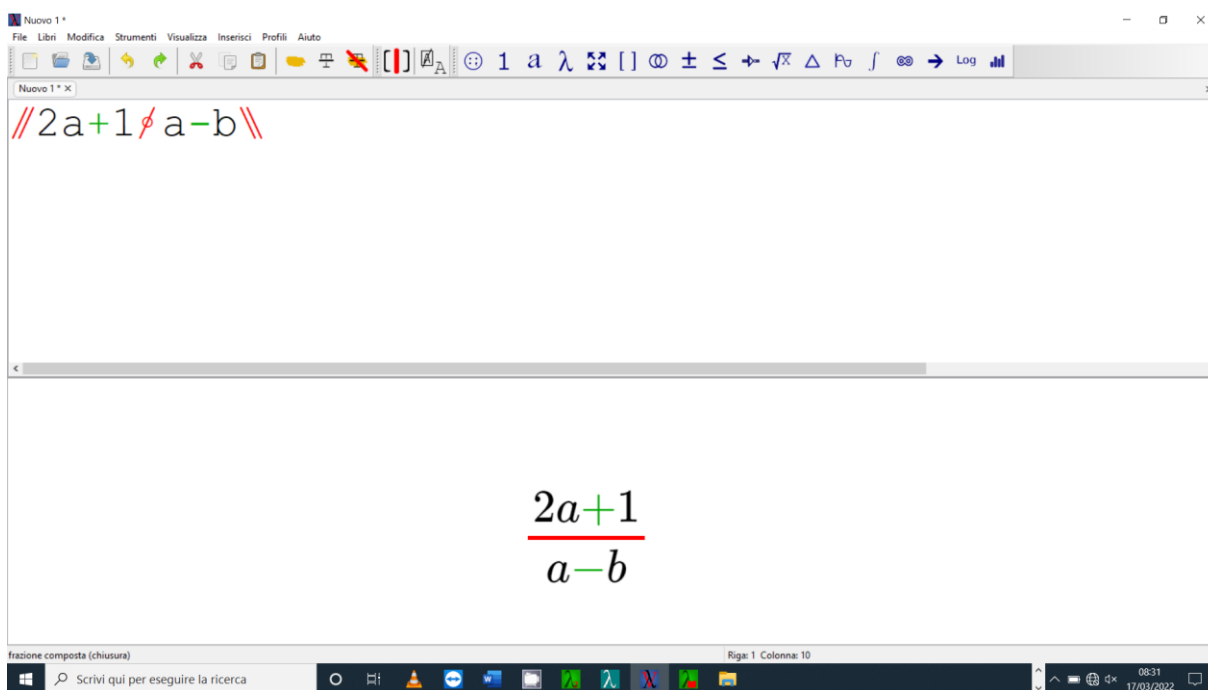 Nuovo 1 *
File Libri Modifica Strumenti Visualizza Inserisci Profili Aiuto
1 a λ [ ] ± ≤ √x ∫ → Log
Nuovo 1 * ×
//2a+1∕a-b\\
2a+1
a-b
frazione composta (chiusura) Riga: 1 Colonna: 10
Scrivi qui per eseguire la ricerca
08:31
17/03/2022